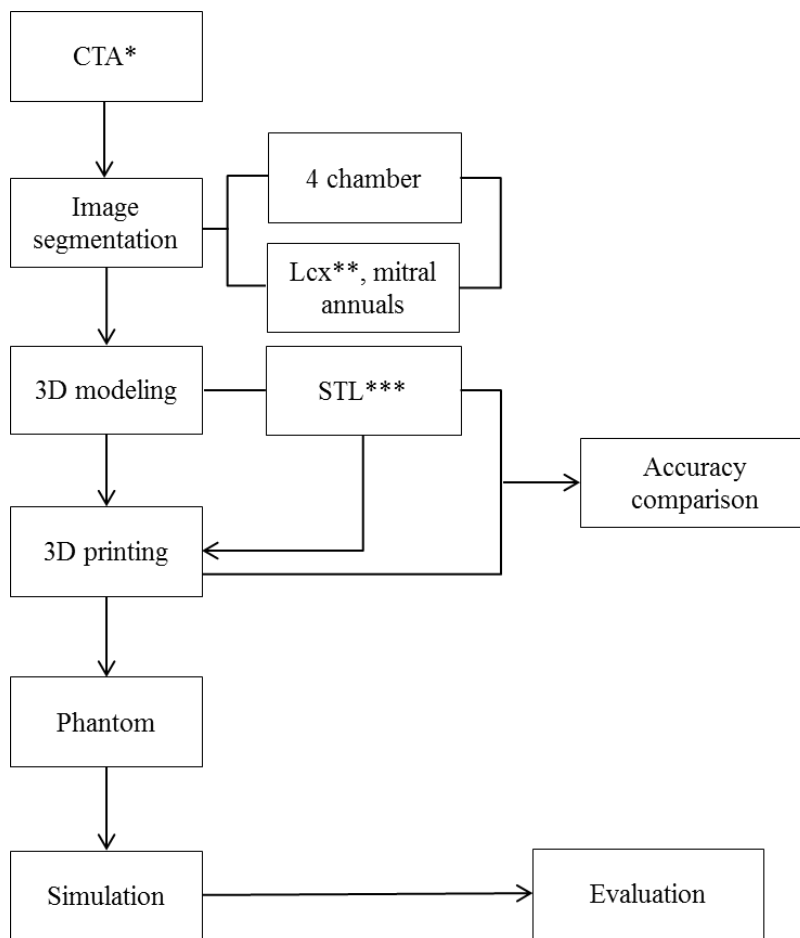 CTA*
4 chamber
Image
segmentation
Lcx**, mitral
annuals
3D modeling
STL***
Accuracy
comparison
3D printing
Phantom
Simulation
Evaluation